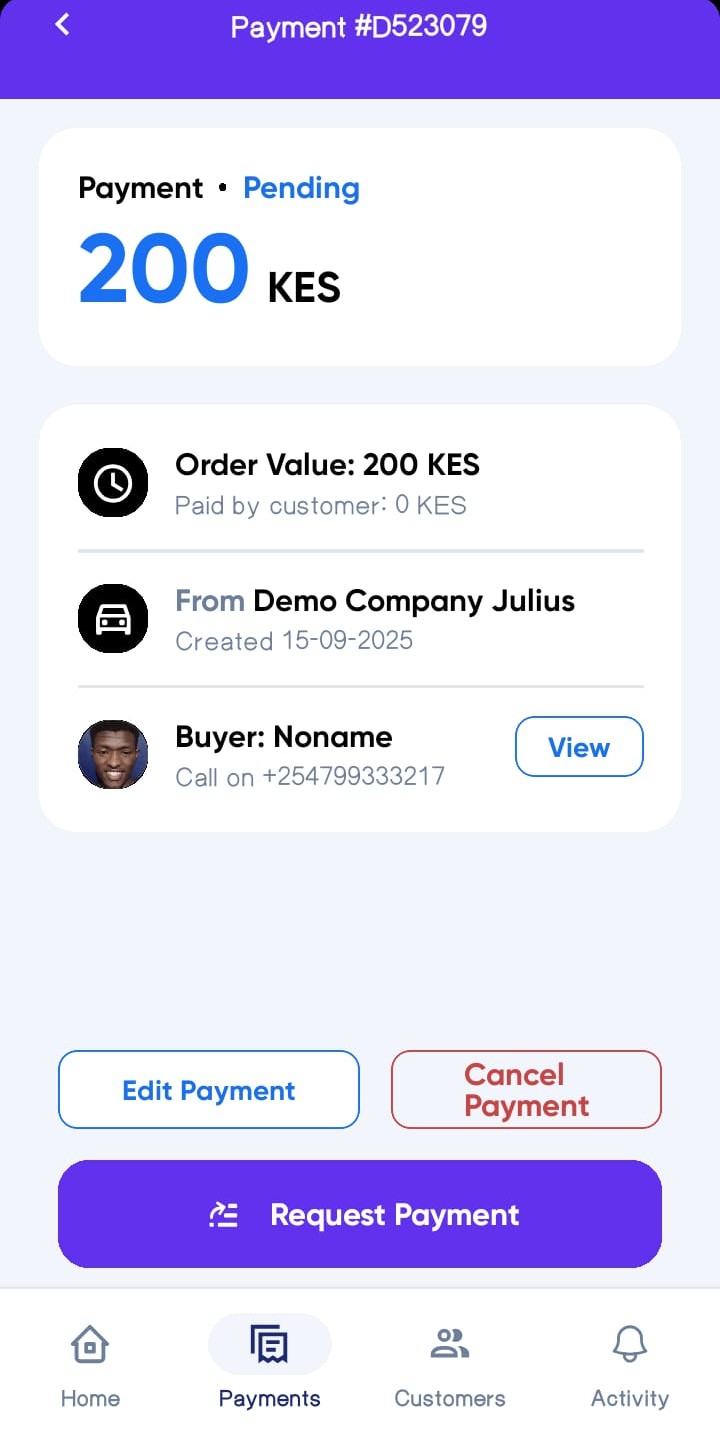 Payment #D523079
Payment • Pending
200 KES
Order Value: 200 KES
Paid by customer: 0 KES
From Demo Company Julius
Created 15-09-2025
Buyer: Noname
Call on +254799333217
View
Edit Payment
Cancel
Payment
Request Payment
Home
Payments
Customers
Activity